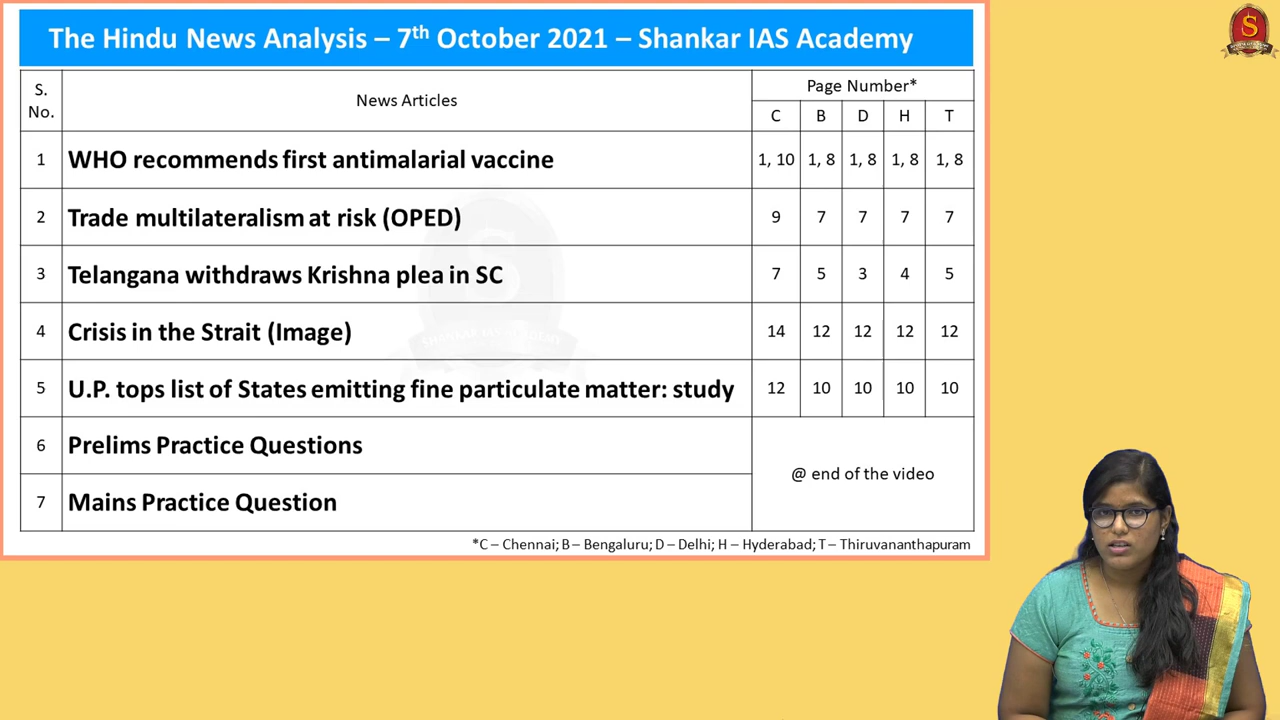 The Hindu News Analysis – 7th October 2021 – Shankar IAS Academy
S. No. News Articles Page Number*
C B D H T
1 WHO recommends first antimalarial vaccine 1, 10 1, 8 1, 8 1, 8 1, 8
2 Trade multilateralism at risk (OPED) 9 7 7 7 7
3 Telangana withdraws Krishna plea in SC 7 5 3 4 5
4 Crisis in the Strait (Image) 14 12 12 12 12
5 U.P. tops list of States emitting fine particulate matter: study 12 10 10 10 10
6 Prelims Practice Questions
@ end of the video
7 Mains Practice Question
*C – Chennai; B – Bengaluru; D – Delhi; H – Hyderabad; T – Thiruvananthapuram
S
SHANKAR IAS ACADEMY
S